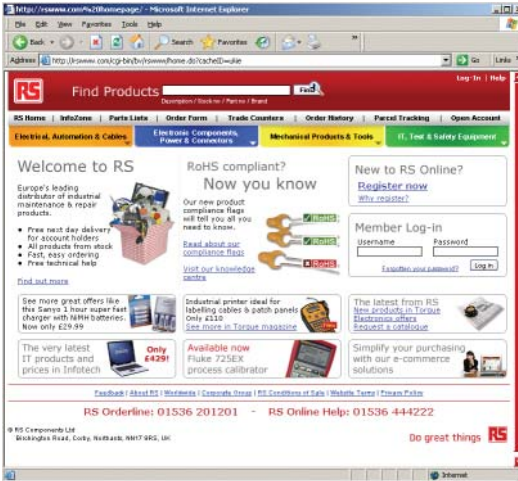 http://rswww.com/%20homepage/ - Microsoft Internet Explorer
File Edit View Favorites Tools Help
Back Search Favorites
Address http://rswww.com/cgi-bin/bv/rswww/home.do?cacheID=ukie Go Links
Log-In | Help
RS Find Products Find
Description / Stock no / Part no / Brand
RS Home | InfoZone | Parts Lists | Order Form | Trade Counters | Order History | Parcel Tracking | Open Account
Electrical, Automation & Cables
Electronic Components,
Power & Connectors
Mechanical Products & Tools
IT, Test & Safety Equipment
Welcome to RS
Europe's leading
distributor of industrial
maintenance & repair
products.
• Free next day delivery
for account holders
• All products from stock
• Fast, easy ordering
• Free technical help
Find out more
RoHS compliant?
Now you know
Our new product
compliance flags
will tell you all you
need to know.
Read about our
compliance flags
Visit our knowledge
centre
RoHS
RoHS
RoHS
New to RS Online?
Register now
Why register?
Member Log-in
Username Password
Forgotten your password? Log in
See more great offers like
this Sanyo 1 hour super fast
charger with NiMH batteries.
Now only £29.99
Industrial printer ideal for
labelling cables & patch panels
Only £110
See more in Torque magazine
The latest from RS
New products in Torque
Electronics offers
Request a catalogue
The very latest
IT products and
prices in Infotech
Only
£429!
Available now
Fluke 725EX
process calibrator
Simplify your purchasing
with our e-commerce
solutions
Feedback | About RS | Worldwide | Corporate Group | RS Conditions of Sale | Website Terms | Privacy Policy
RS Orderline: 01536 201201 - RS Online Help: 01536 444222
© RS Components Ltd
Birchington Road, Corby, Northants, NN17 9RS, UK
Do great things RS
Internet